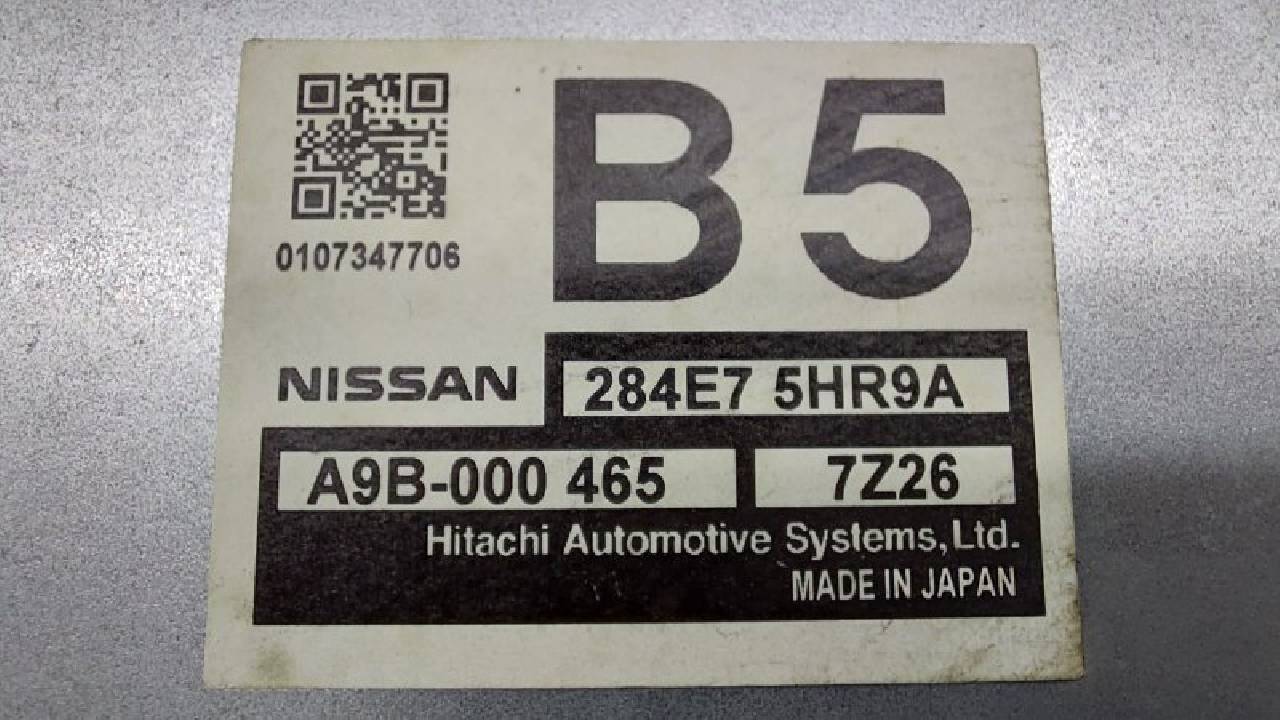 B5
0107347706
NISSAN 284E7 5HR9A
A9B-000 465 7Z26
Hitachi Automotive Systems, Ltd.
MADE IN JAPAN